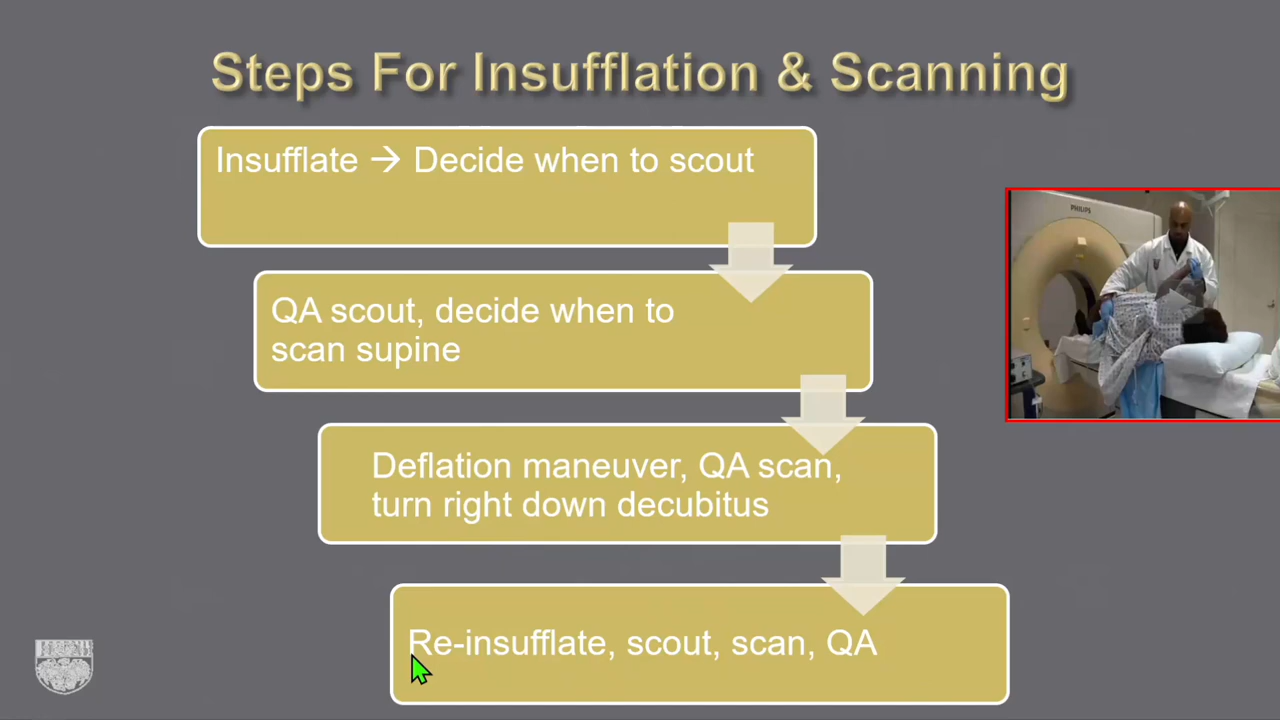 Steps For Insufflation & Scanning
Insufflate → Decide when to scout
QA scout, decide when to
scan supine
Deflation maneuver, QA scan,
turn right down decubitus
Re-insufflate, scout, scan, QA
PHILIPS